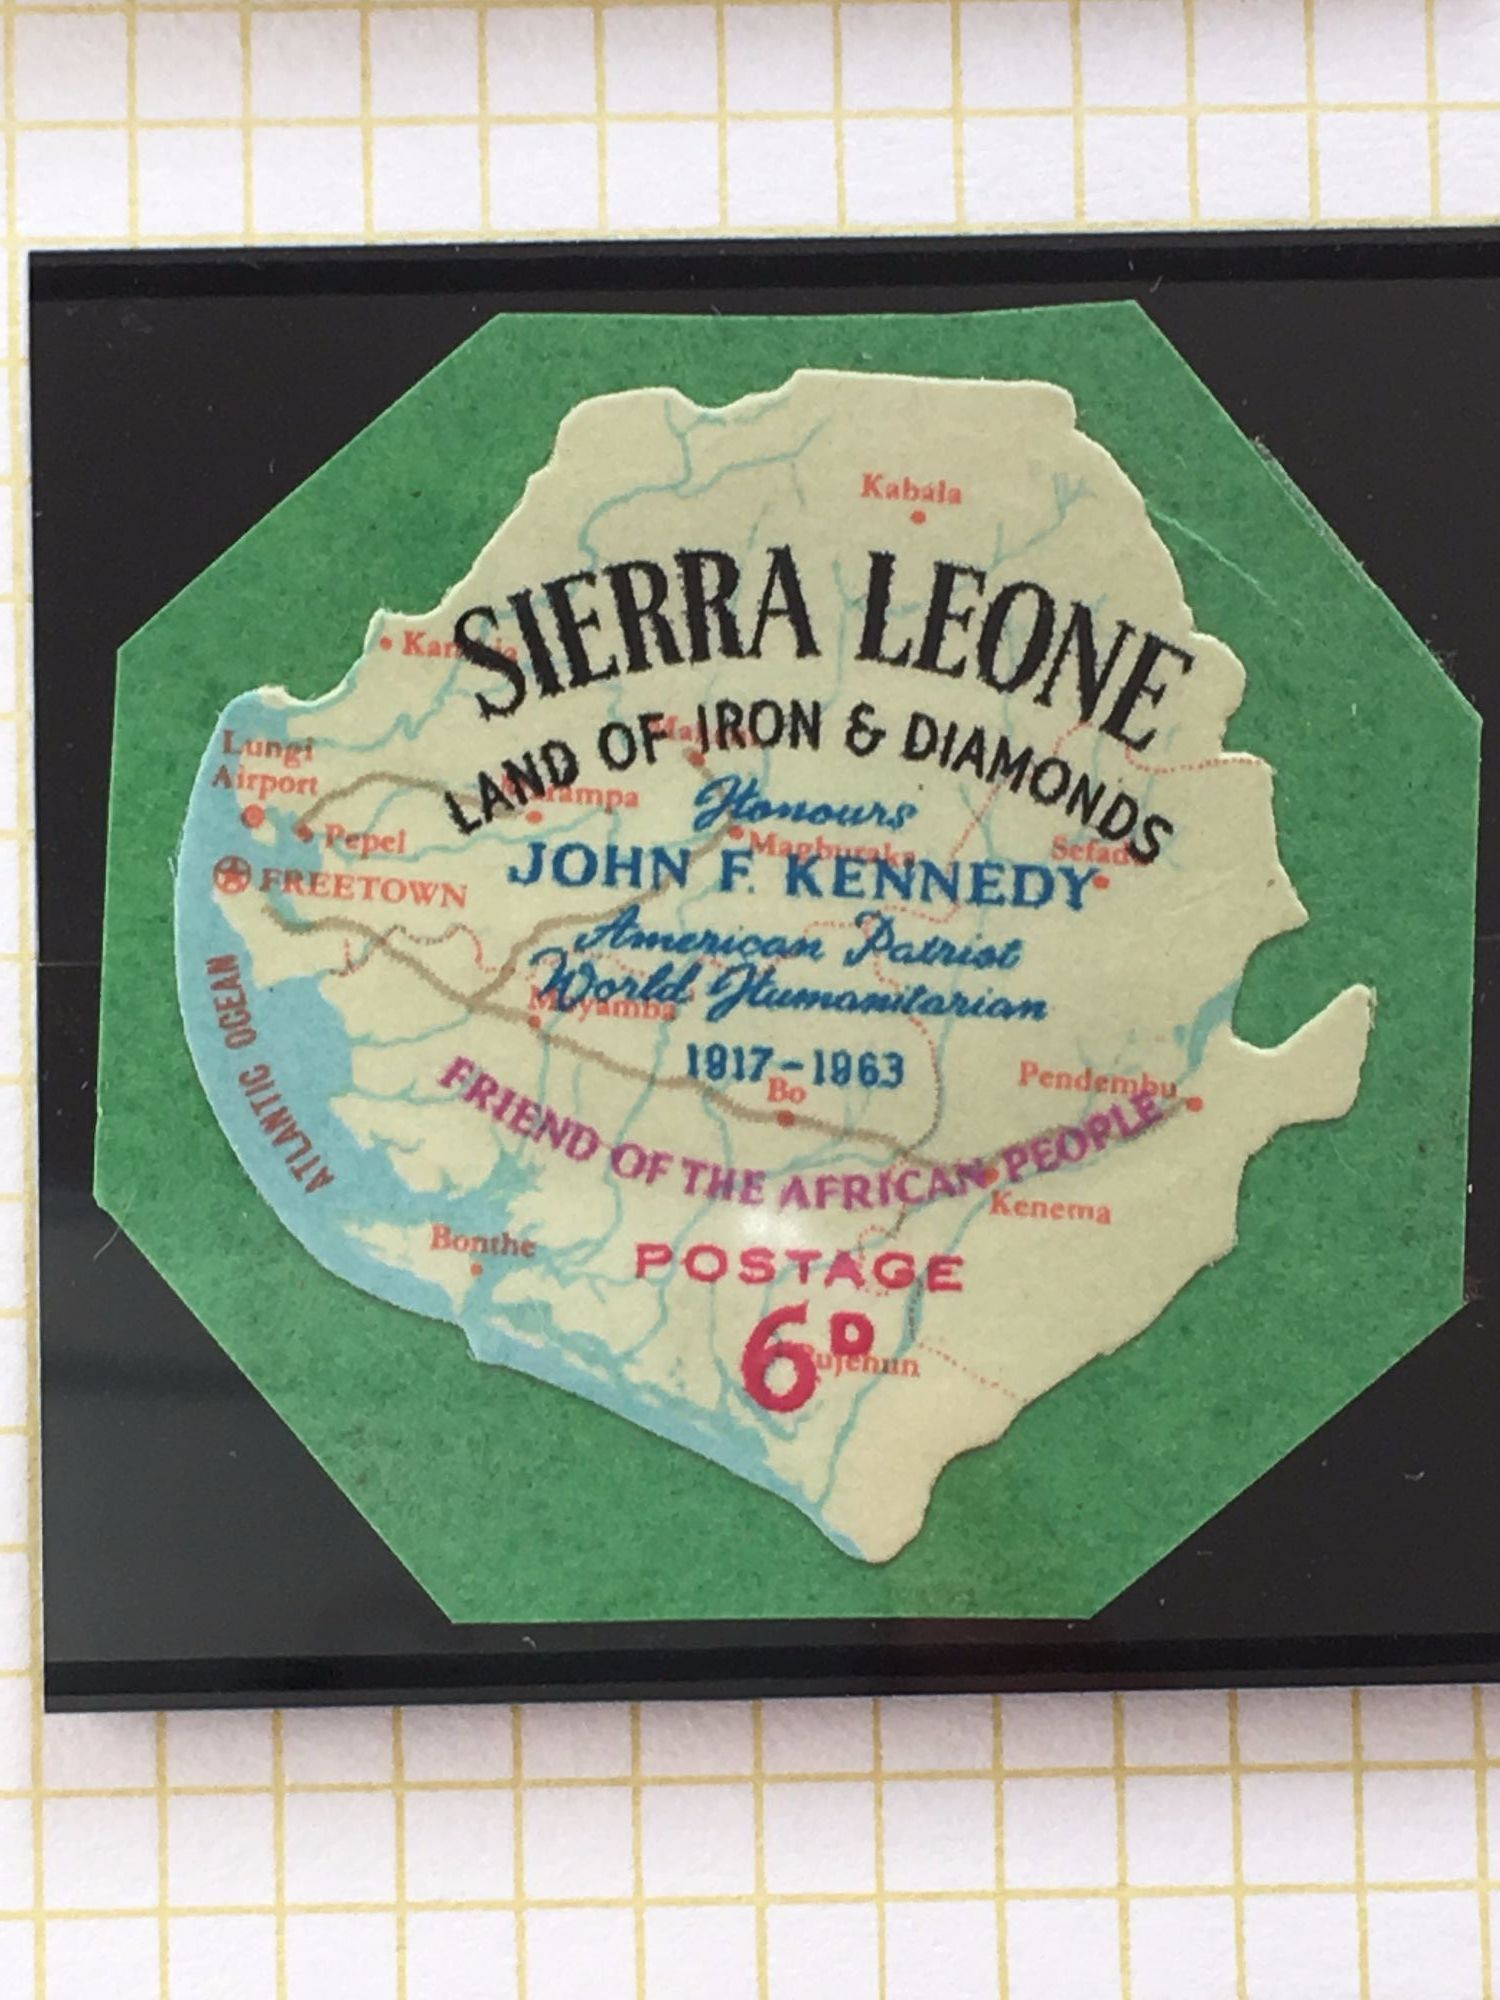 Kabala
SIERRA LEONE
LAND OF IRON & DIAMONDS
Lungi
Airport
Pepel
FREETOWN
Honours
Magburaka
JOHN F. KENNEDY
American Patriot
World Humanitarian
Moyamba
1917-1963
Bo
Pendembu
FRIEND OF THE AFRICAN PEOPLE
Kenema
ATLANTIC OCEAN
Bonthe
POSTAGE
6D